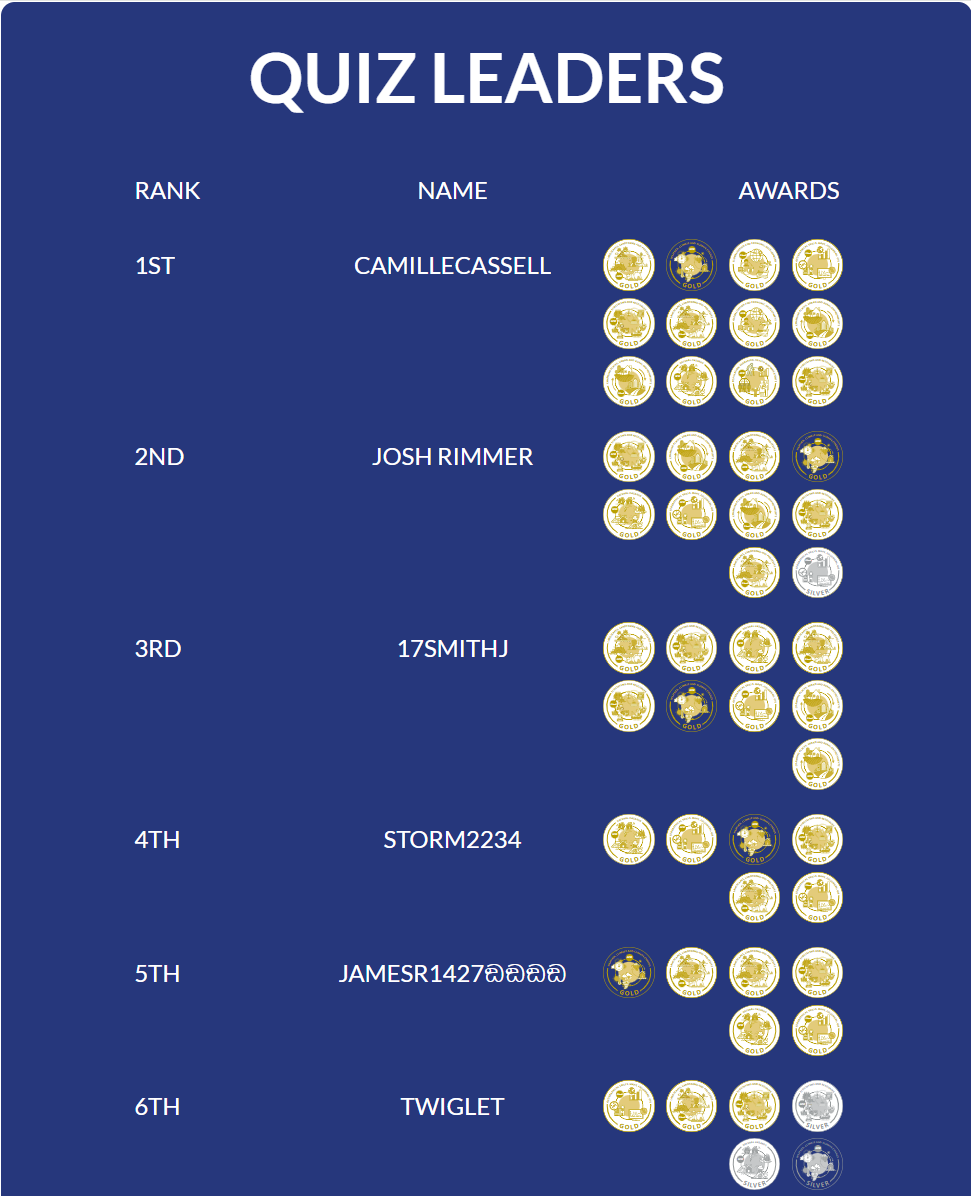 QUIZ LEADERS
RANK NAME AWARDS
1ST CAMILLECASSELL
GOLD GOLD GOLD GOLD
GOLD GOLD GOLD GOLD
GOLD GOLD GOLD GOLD
2ND JOSH RIMMER
GOLD GOLD GOLD GOLD
GOLD GOLD GOLD GOLD
GOLD SILVER
3RD 17SMITHJ
GOLD GOLD GOLD GOLD
GOLD GOLD GOLD GOLD
GOLD
4TH STORM2234
GOLD GOLD GOLD GOLD
GOLD GOLD
5TH JAMESR1427ඞඞඞඞ
GOLD GOLD GOLD GOLD
GOLD GOLD
6TH TWIGLET
GOLD GOLD GOLD SILVER
SILVER SILVER